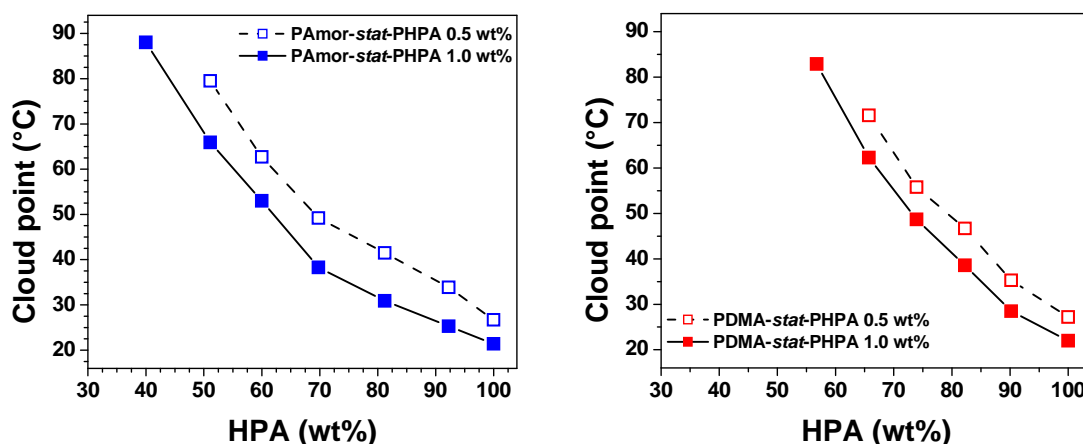 PAmor-stat-PHPA 0.5 wt%
PAmor-stat-PHPA 1.0 wt%
90
80
70
60
50
40
30
20
Cloud point (°C)
30 40 50 60 70 80 90 100
HPA (wt%)
90
80
70
60
50
40
30
20
Cloud point (°C)
PDMA-stat-PHPA 0.5 wt%
PDMA-stat-PHPA 1.0 wt%
30 40 50 60 70 80 90 100
HPA (wt%)